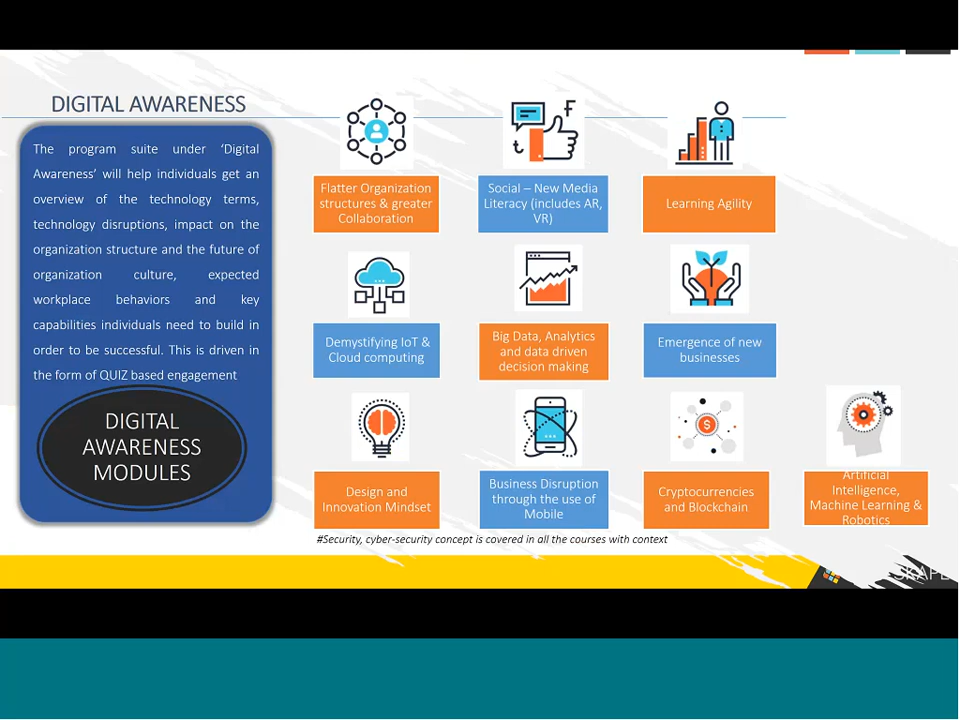 DIGITAL AWARENESS
The program suite under ‘Digital
Awareness’ will help individuals get an
overview of the technology terms,
technology disruptions, impact on the
organization structure and the future of
organization culture, expected
workplace behaviors and key
capabilities individuals need to build in
order to be successful. This is driven in
the form of QUIZ based engagement
DIGITAL
AWARENESS
MODULES
Flatter Organization
structures & greater
Collaboration
Social – New Media
Literacy (includes AR,
VR)
Learning Agility
Demystifying IoT &
Cloud computing
Big Data, Analytics
and data driven
decision making
Emergence of new
businesses
Design and
Innovation Mindset
Business Disruption
through the use of
Mobile
Cryptocurrencies
and Blockchain
Artificial
Intelligence,
Machine Learning &
Robotics
#Security, cyber-security concept is covered in all the courses with context